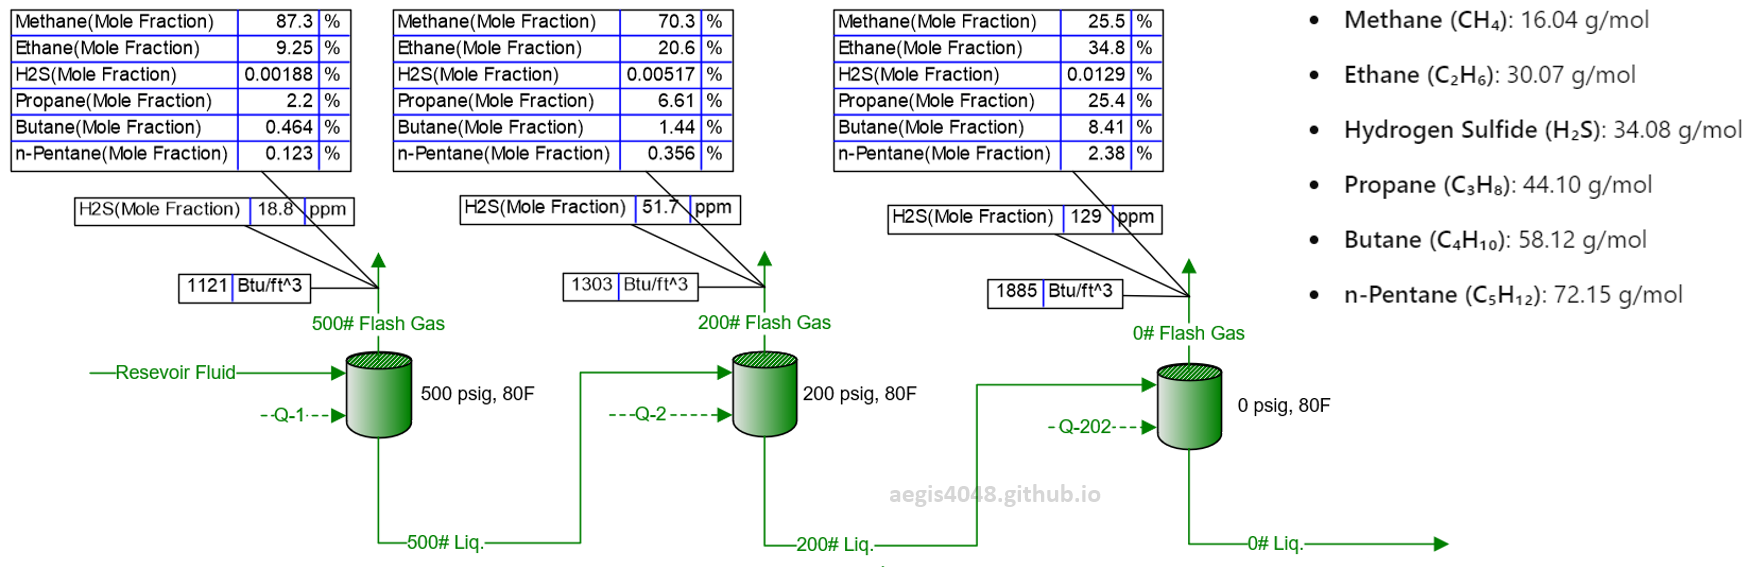 Methane(Mole Fraction) 87.3 %
Ethane(Mole Fraction) 9.25 %
H2S(Mole Fraction) 0.00188 %
Propane(Mole Fraction) 2.2 %
Butane(Mole Fraction) 0.464 %
n-Pentane(Mole Fraction) 0.123 %
H2S(Mole Fraction) 18.8 ppm
1121 Btu/ft^3
500# Flash Gas
Resevoir Fluid
Q-1
500 psig, 80F
500# Liq.
Methane(Mole Fraction) 70.3 %
Ethane(Mole Fraction) 20.6 %
H2S(Mole Fraction) 0.00517 %
Propane(Mole Fraction) 6.61 %
Butane(Mole Fraction) 1.44 %
n-Pentane(Mole Fraction) 0.356 %
H2S(Mole Fraction) 51.7 ppm
1303 Btu/ft^3
200# Flash Gas
Q-2
200 psig, 80F
200# Liq.
Methane(Mole Fraction) 25.5 %
Ethane(Mole Fraction) 34.8 %
H2S(Mole Fraction) 0.0129 %
Propane(Mole Fraction) 25.4 %
Butane(Mole Fraction) 8.41 %
n-Pentane(Mole Fraction) 2.38 %
H2S(Mole Fraction) 129 ppm
1885 Btu/ft^3
0# Flash Gas
Q-202
0 psig, 80F
aegis4048.github.io
0# Liq.
• Methane (CH₄): 16.04 g/mol
• Ethane (C₂H₆): 30.07 g/mol
• Hydrogen Sulfide (H₂S): 34.08 g/mol
• Propane (C₃H₈): 44.10 g/mol
• Butane (C₄H₁₀): 58.12 g/mol
• n-Pentane (C₅H₁₂): 72.15 g/mol